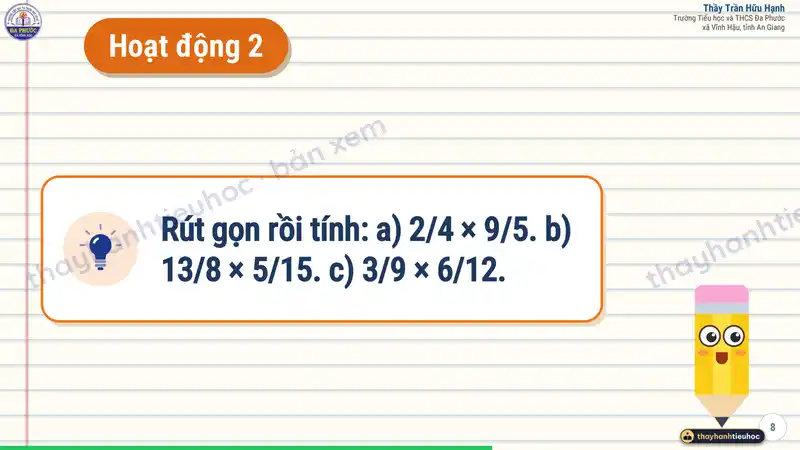 Thầy Trần Hữu Hạnh
Trường Tiểu học và THCS Đa Phước
xã Vĩnh Hậu, tỉnh An Giang
ĐA PHƯỚC
Hoạt động 2
Rút gọn rồi tính: a) 2/4 × 9/5. b)
13/8 × 5/15. c) 3/9 × 6/12.
thayhanhtieuhoc · bản xem
thayhanhtie
thayhanhtieuhoc
8